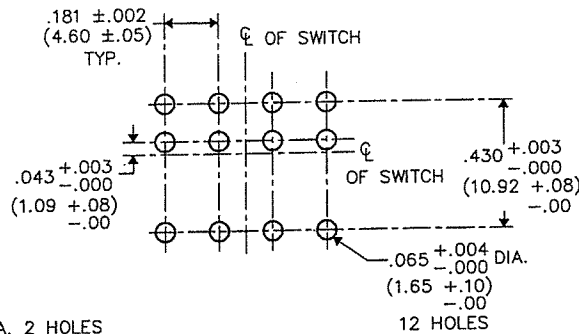 .181 ±.002
(4.60 ±.05)
TYP.
℄ OF SWITCH
℄
OF SWITCH
.043 +.003
-.000
(1.09 +.08)
-.00
.430 +.003
-.000
(10.92 +.08)
-.00
.065 +.004 DIA.
-.000
(1.65 +.10)
-.00
12 HOLES
A. 2 HOLES